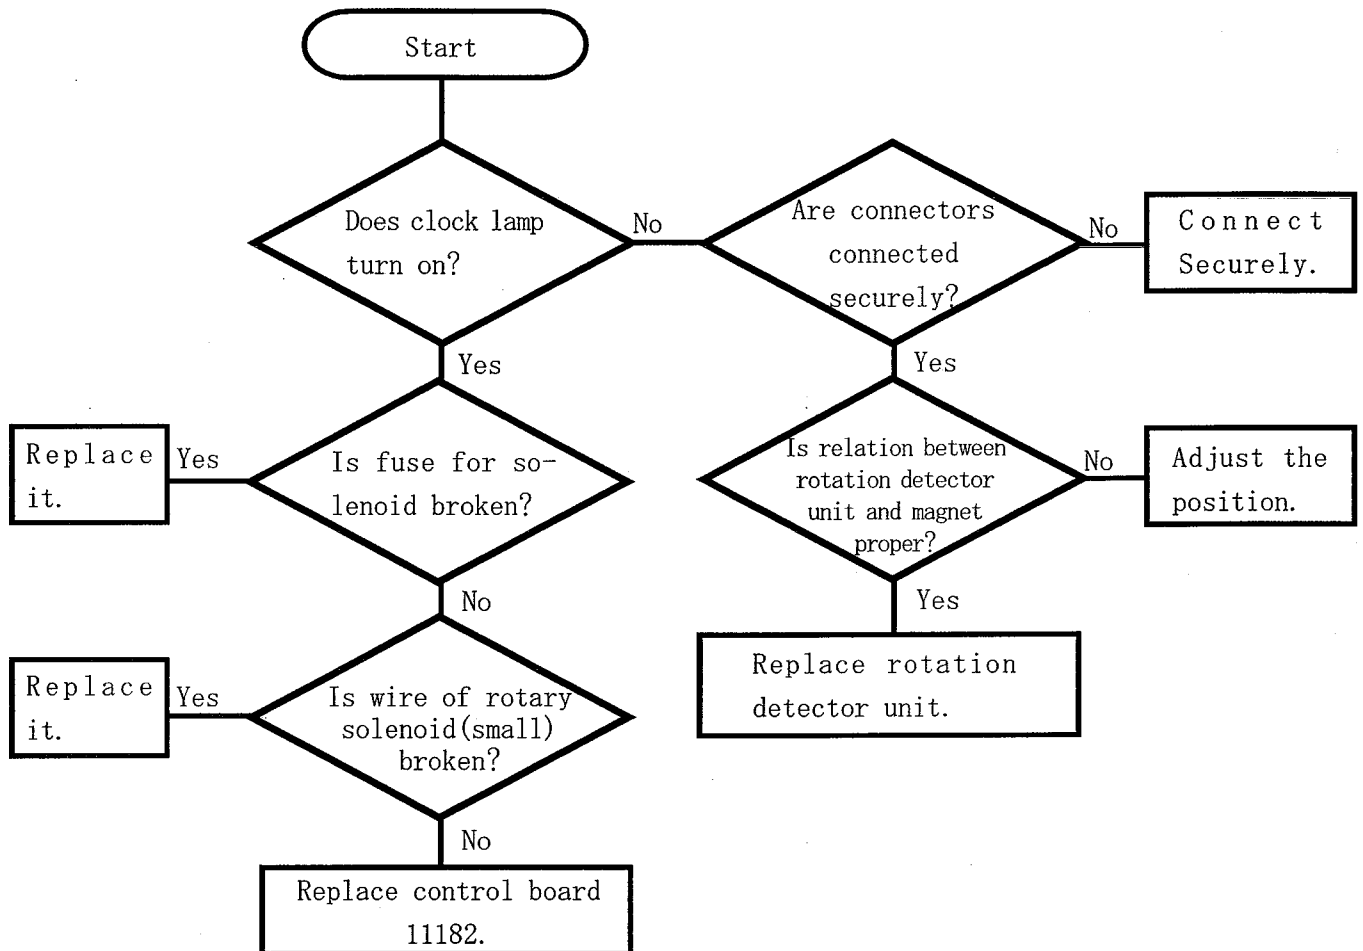 Start
Does clock lamp
turn on?
No
Are connectors
connected
securely?
No
Connect
Securely.
Yes
Yes
Replace
it.
Yes
Is fuse for so-
lenoid broken?
Is relation between
rotation detector
unit and magnet
proper?
No
Adjust the
position.
No
Yes
Replace
it.
Yes
Is wire of rotary
solenoid(small)
broken?
Replace rotation
detector unit.
No
Replace control board
11182.